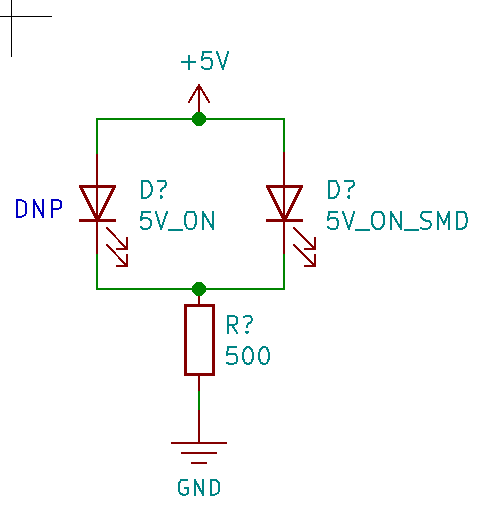 +5V
DNP
D?
5V_ON
D?
5V_ON_SMD
R?
500
GND